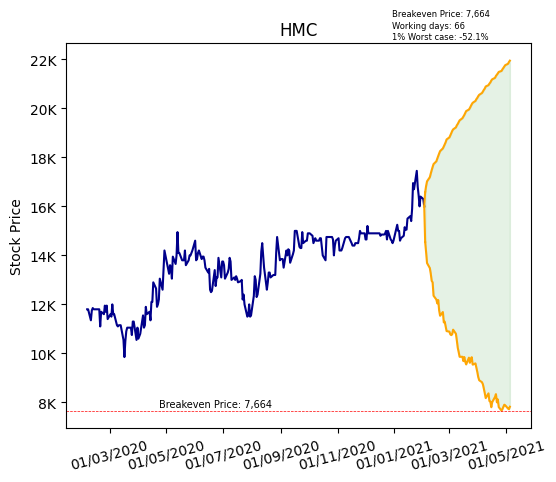 Breakeven Price: 7,664
Working days: 66
1% Worst case: -52.1%
HMC
Stock Price
22K
20K
18K
16K
14K
12K
10K
8K
Breakeven Price: 7,664
01/03/2020
01/05/2020
01/07/2020
01/09/2020
01/11/2020
01/01/2021
01/03/2021
01/05/2021